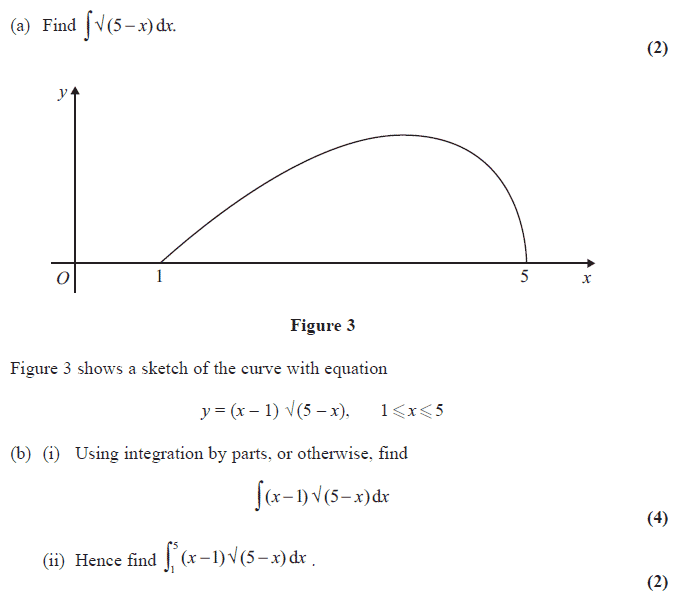 (a) Find ∫√(5 – x) dx.
(2)
y
O
1
5
x
Figure 3
Figure 3 shows a sketch of the curve with equation
y = (x – 1) √(5 – x), 1 ⩽ x ⩽ 5
(b) (i) Using integration by parts, or otherwise, find
∫(x – 1)√(5 – x) dx
(4)
(ii) Hence find ∫₁⁵ (x – 1)√(5 – x) dx .
(2)